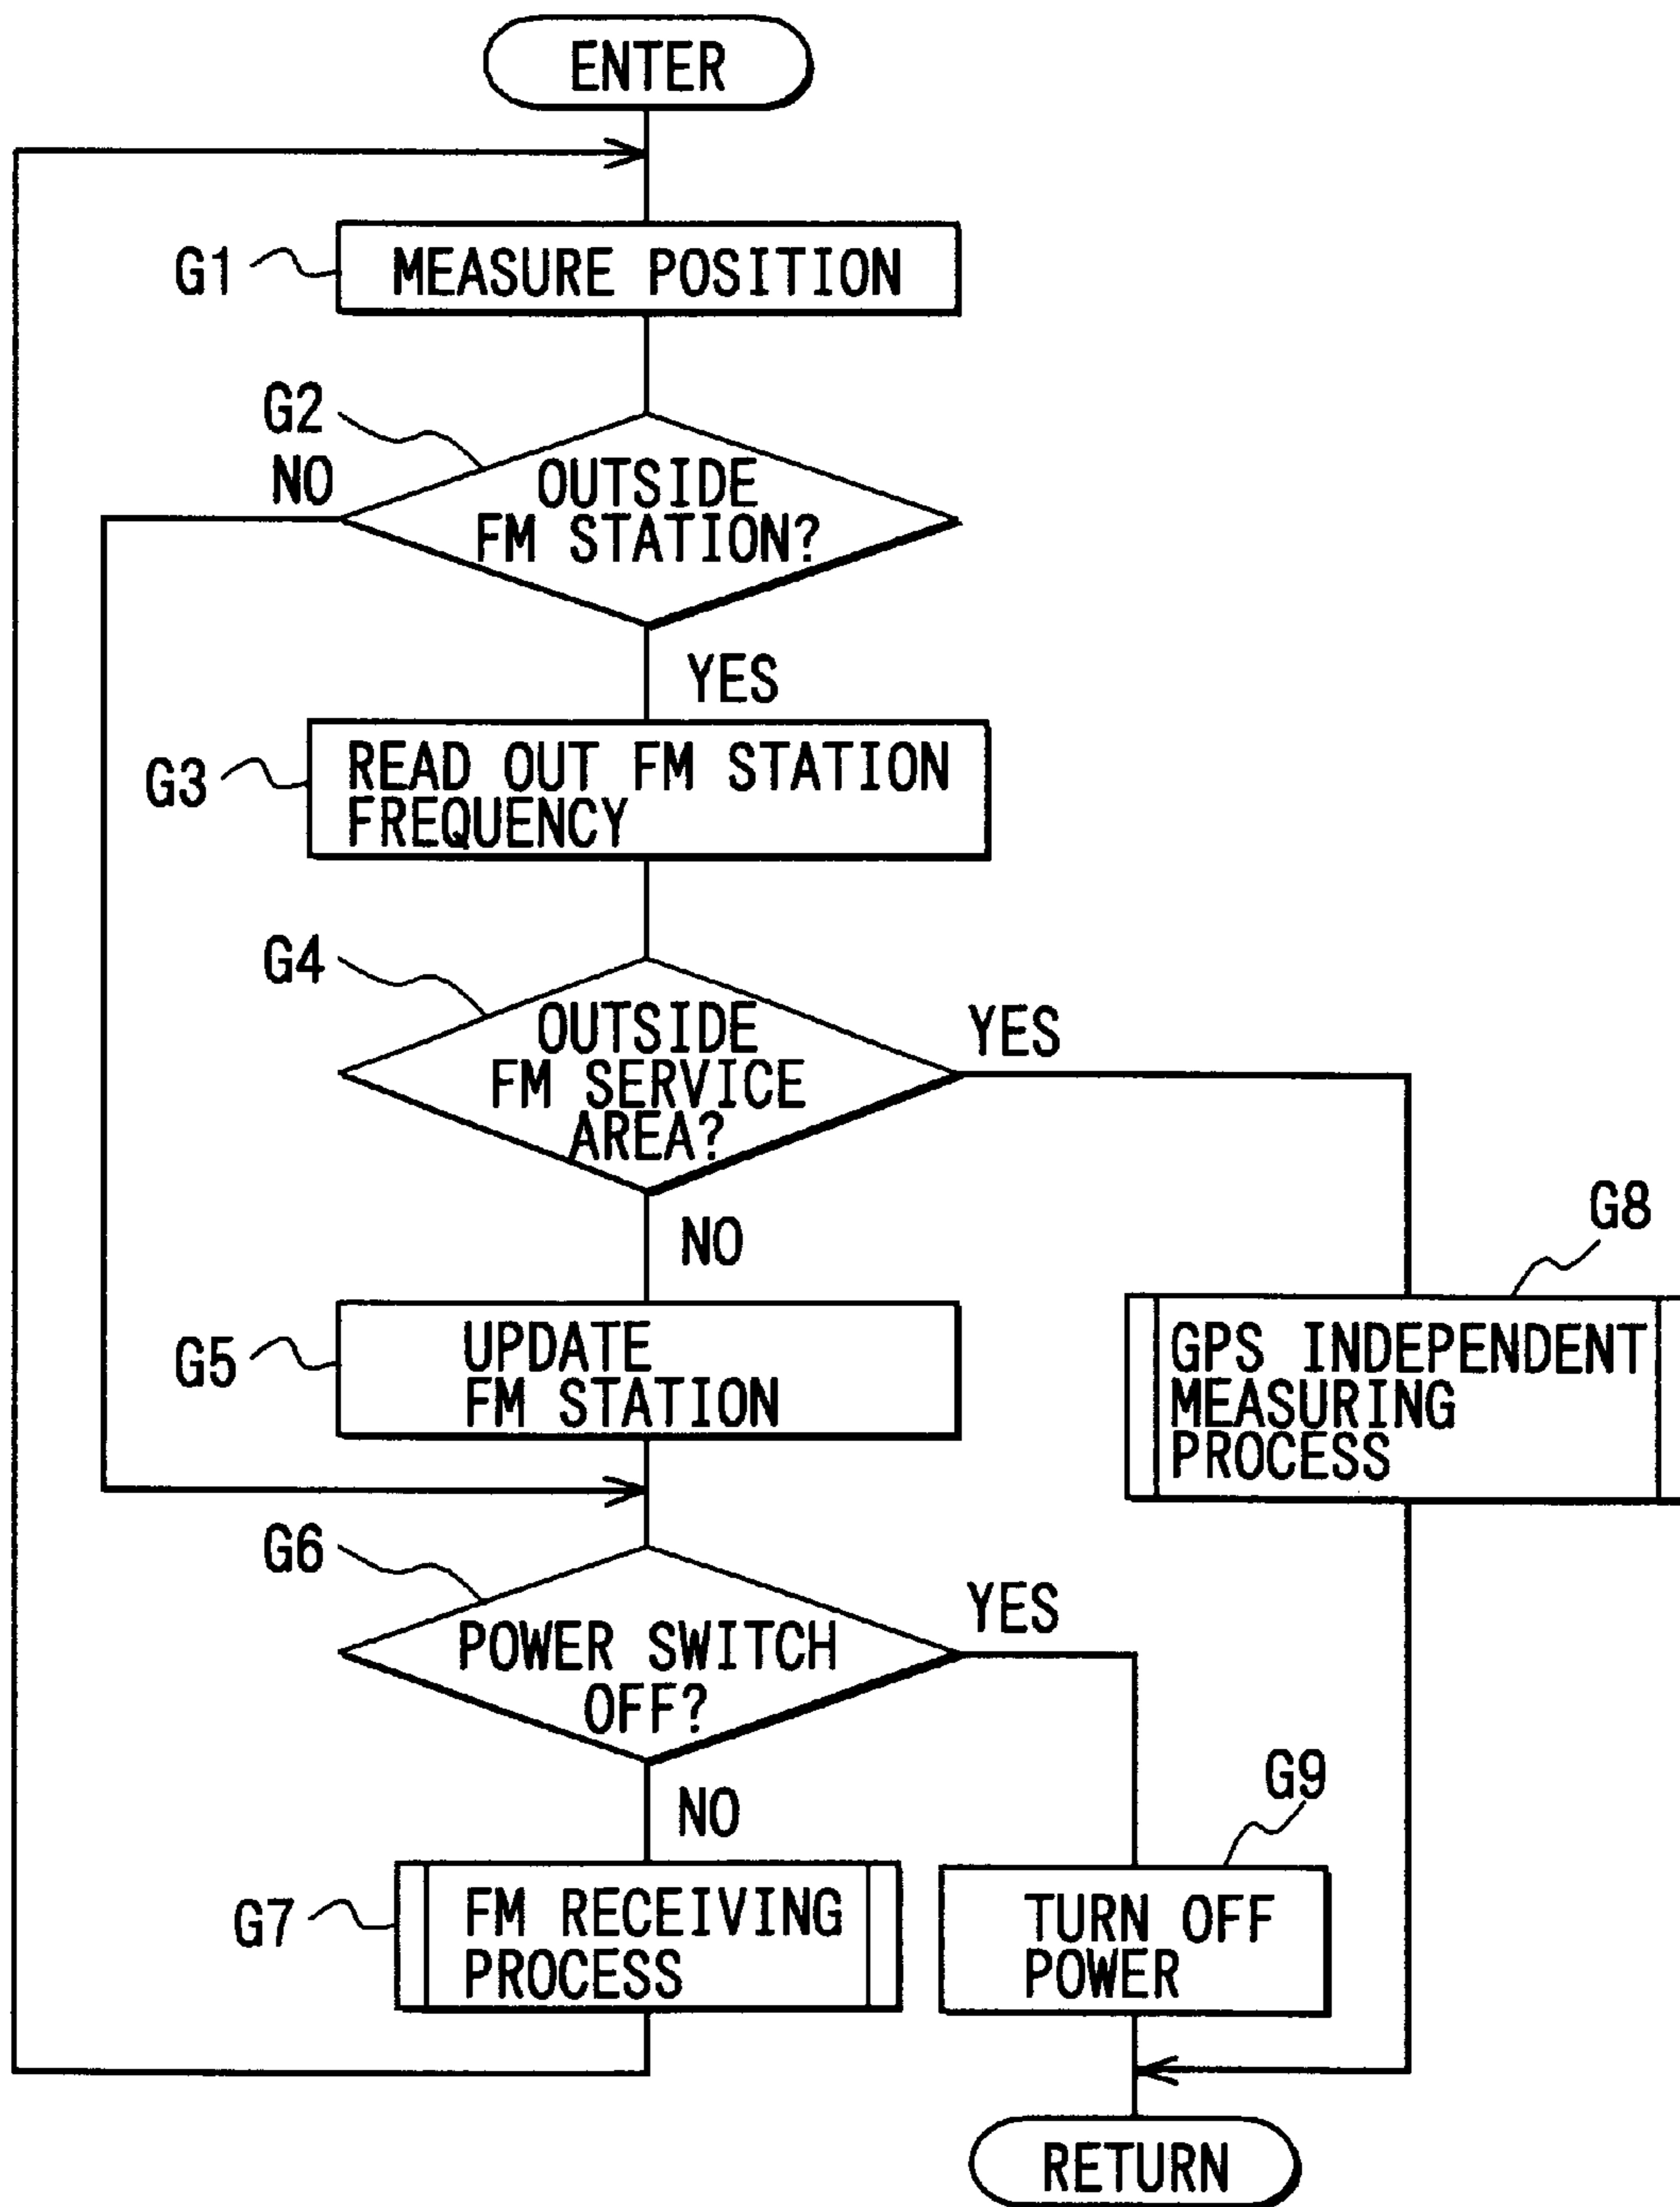 ENTER
G1
MEASURE POSITION
G2
NO
OUTSIDE
FM STATION?
YES
G3
READ OUT FM STATION
FREQUENCY
G4
OUTSIDE
FM SERVICE
AREA?
YES
NO
G8
GPS INDEPENDENT
MEASURING
PROCESS
G5
UPDATE
FM STATION
G6
POWER SWITCH
OFF?
YES
NO
G9
TURN OFF
POWER
G7
FM RECEIVING
PROCESS
RETURN